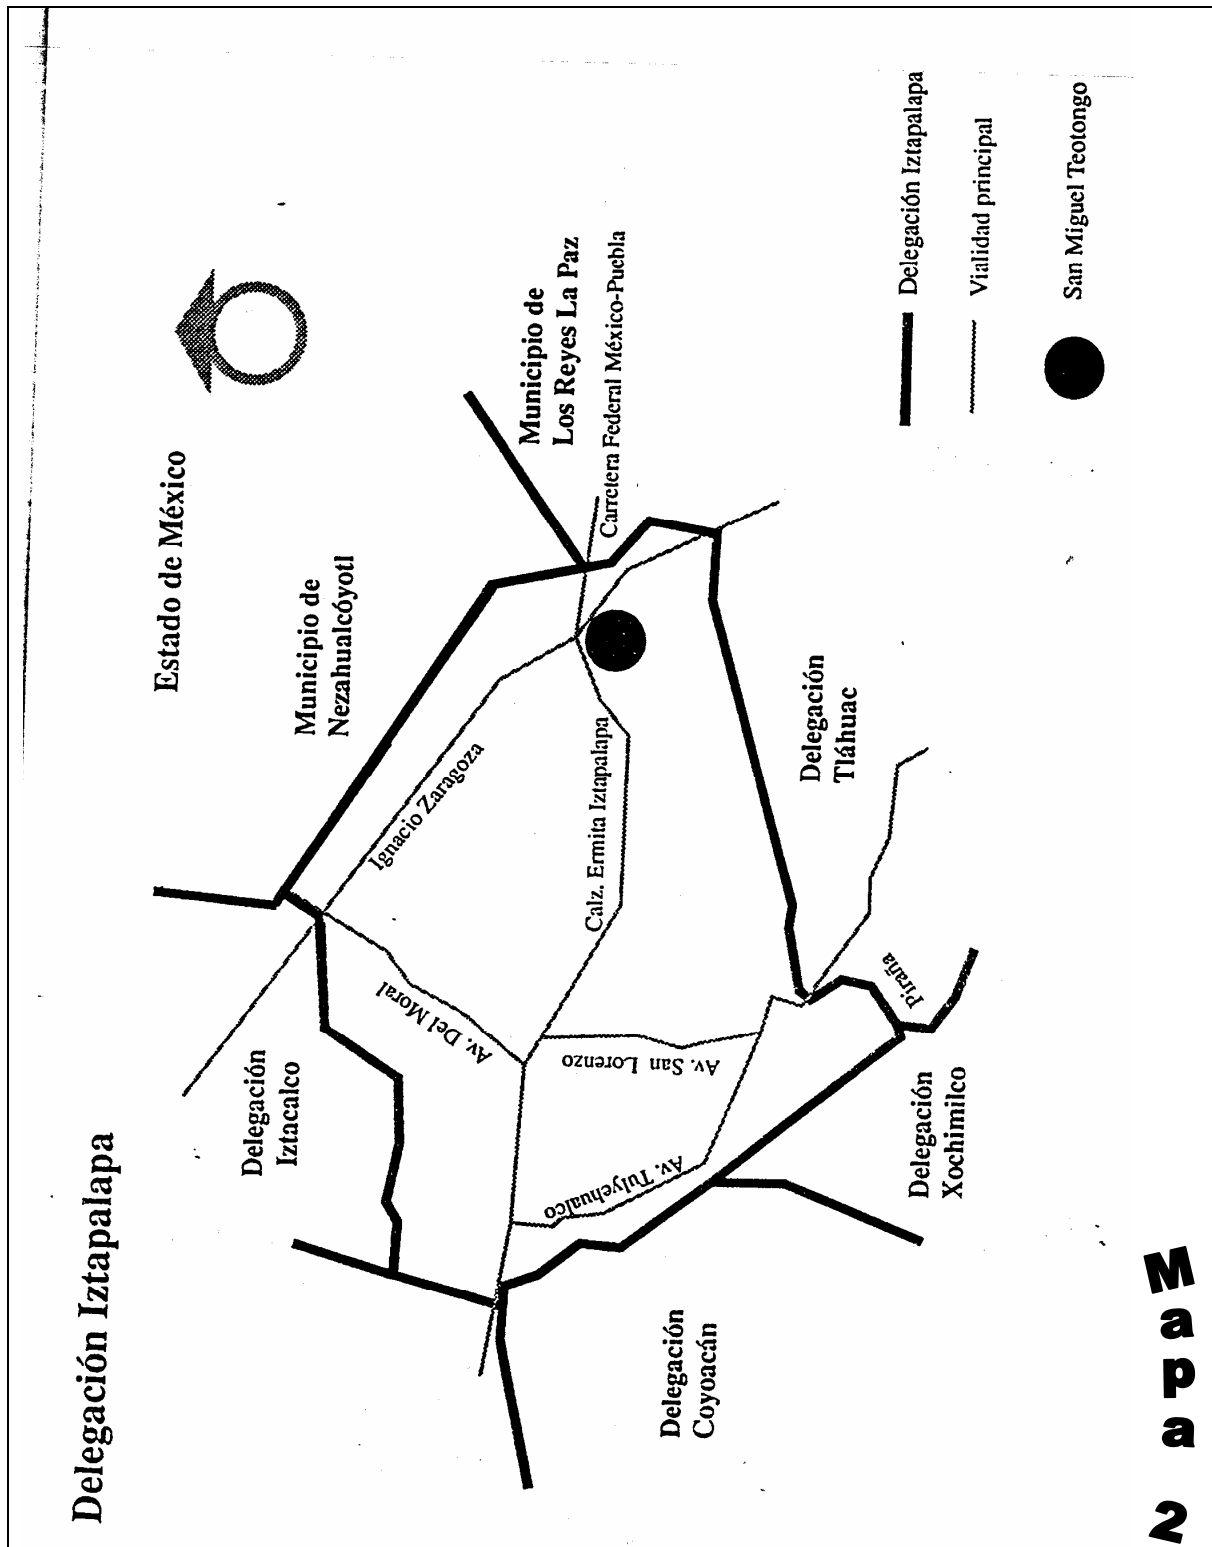 Delegación Iztapalapa
Estado de México
Municipio de
Nezahualcóyotl
Delegación
Iztacalco
Ignacio Zaragoza
Av. Del Moral
Municipio de
Los Reyes La Paz
Carretera Federal México-Puebla
Calz. Ermita Iztapalapa
Av. San Lorenzo
Av. Tulyehualco
Delegación
Coyoacán
Delegación
Tláhuac
Piraña
Delegación
Xochimilco
Delegación Iztapalapa
Vialidad principal
San Miguel Teotongo
Mapa 2